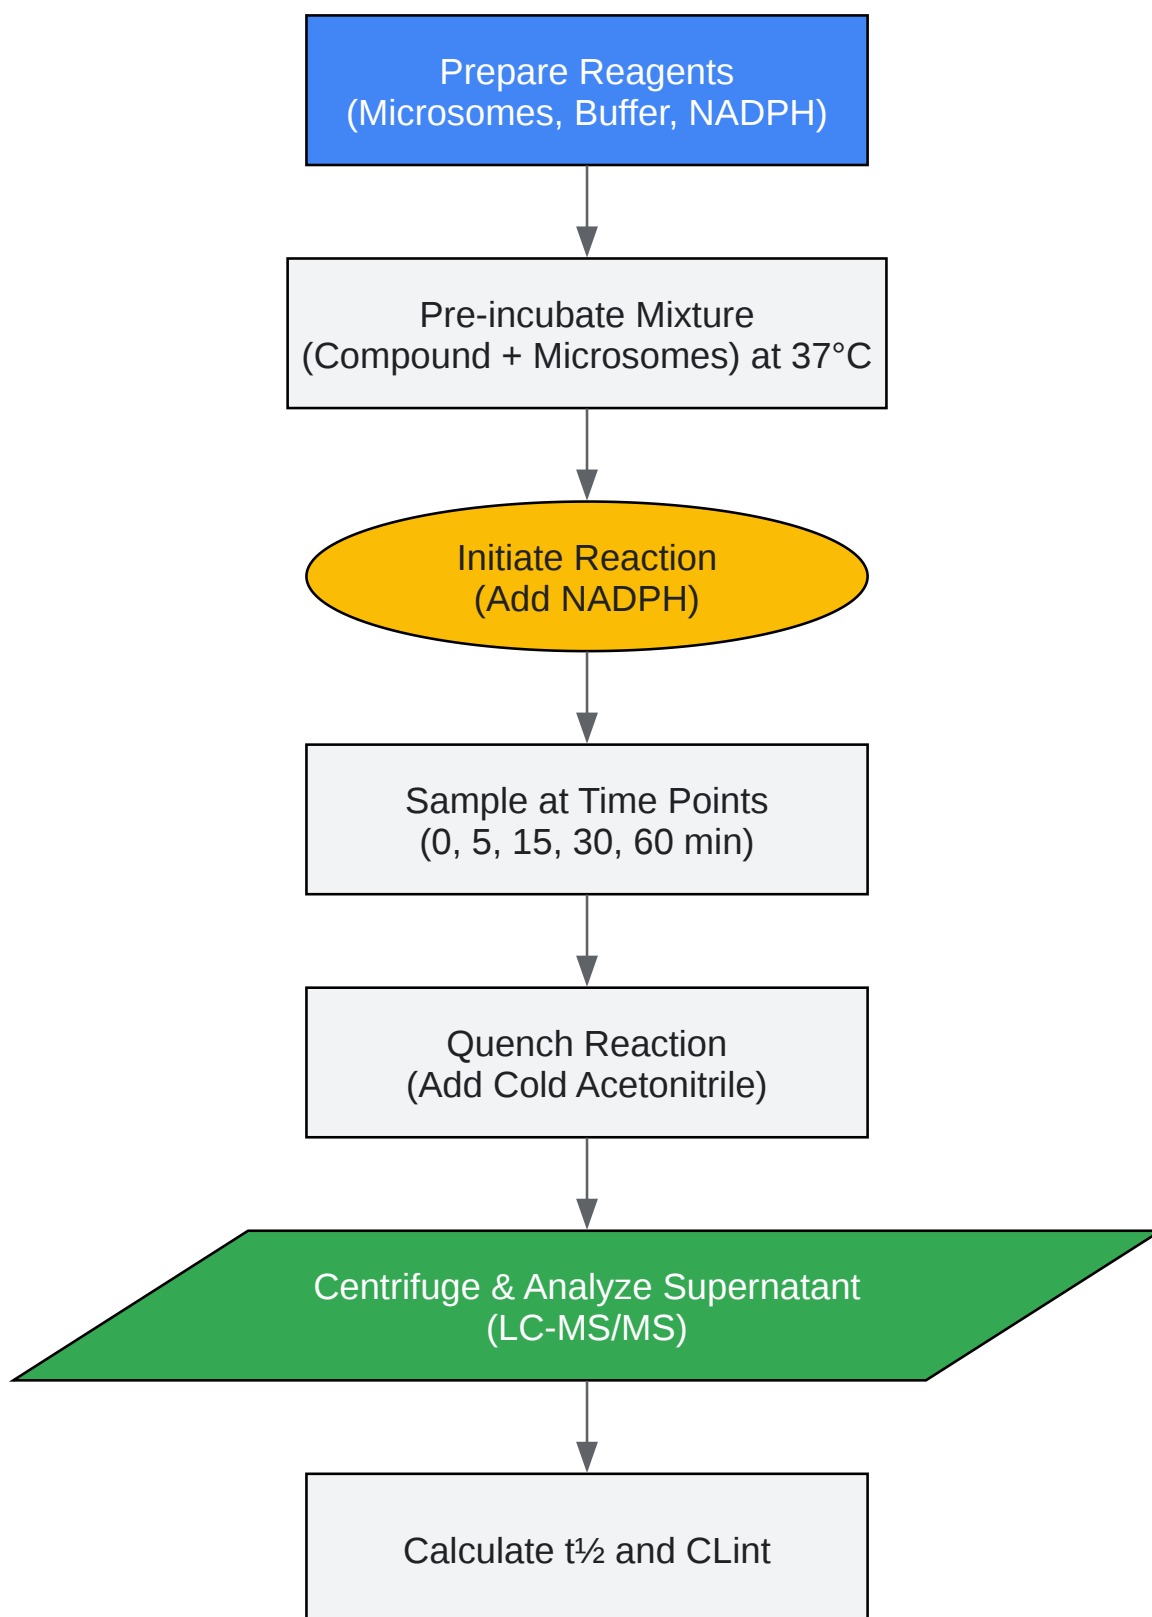 Prepare Reagents
(Microsomes, Buffer, NADPH)
Pre-incubate Mixture
(Compound + Microsomes) at 37°C
Initiate Reaction
(Add NADPH)
Sample at Time Points
(0, 5, 15, 30, 60 min)
Quench Reaction
(Add Cold Acetonitrile)
Centrifuge & Analyze Supernatant
(LC-MS/MS)
Calculate t½ and CLint